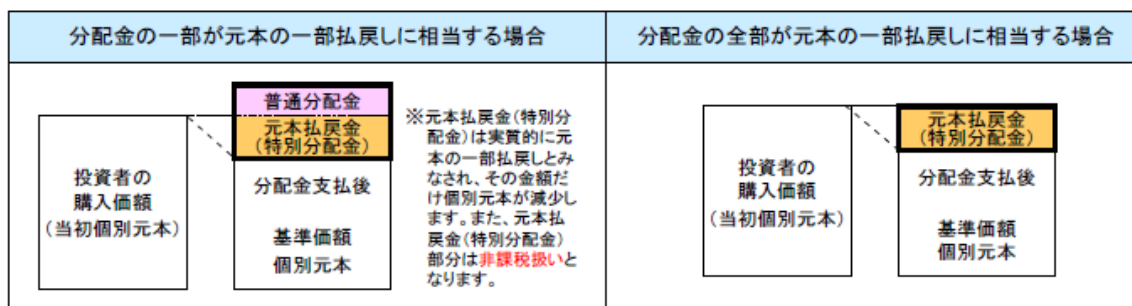 分配金の一部が元本の一部払戻しに相当する場合
普通分配金
元本払戻金
(特別分配金)
投資者の
購入価額
(当初個別元本)
分配金支払後
基準価額
個別元本
※元本払戻金(特別分
配金)は実質的に元
本の一部払戻しとみ
なされ、その金額だ
け個別元本が減少し
ます。また、元本払
戻金(特別分配金)
部分は非課税扱いと
なります。
分配金の全部が元本の一部払戻しに相当する場合
元本払戻金
(特別分配金)
投資者の
購入価額
(当初個別元本)
分配金支払後
基準価額
個別元本